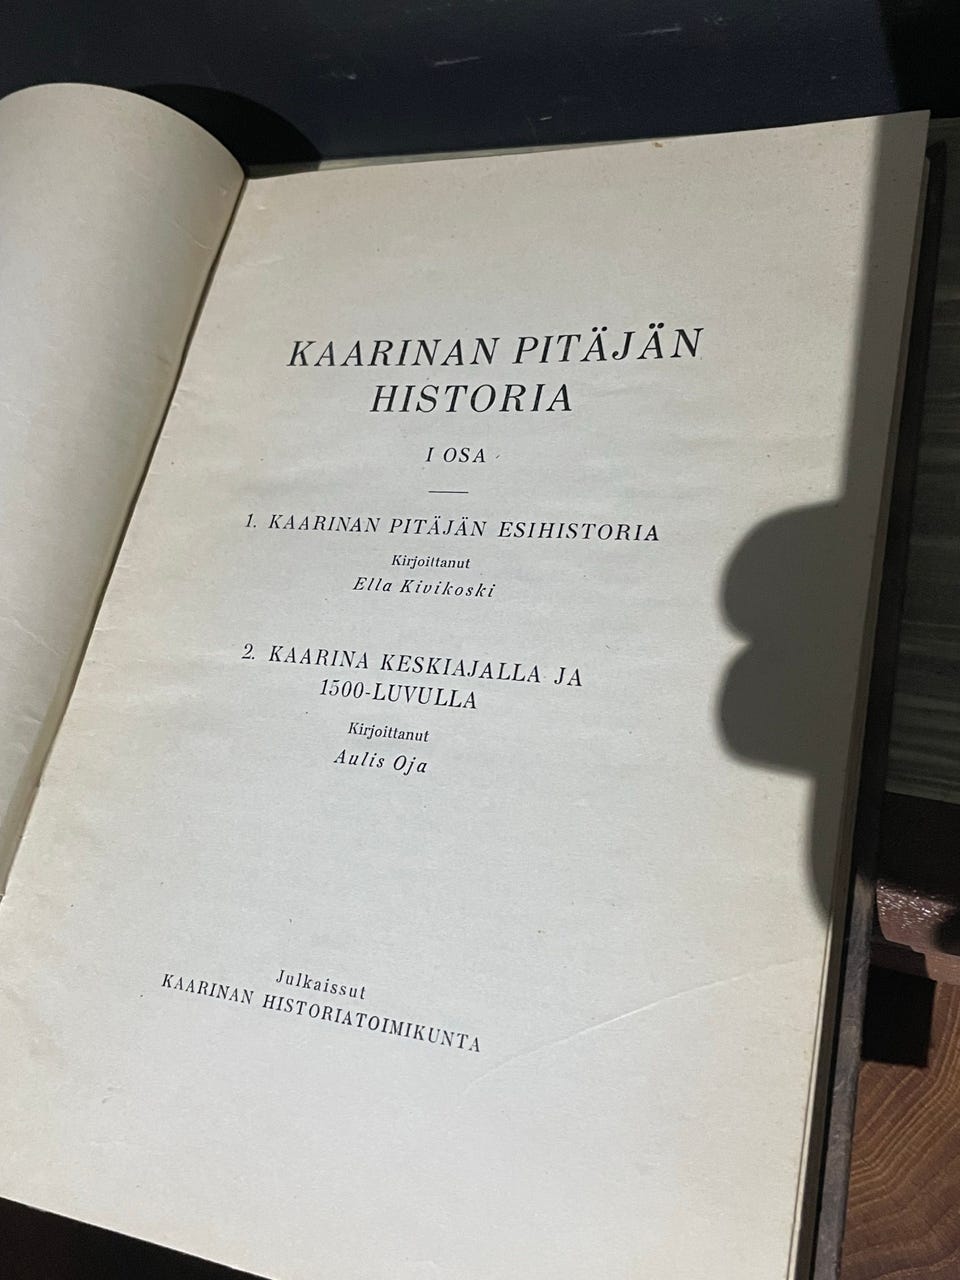 KAARINAN PITÄJÄN
HISTORIA
I OSA
1. KAARINAN PITÄJÄN ESIHISTORIA
Kirjoittanut
Ella Kivikoski
2. KAARINA KESKIAJALLA JA
1500-LUVULLA
Kirjoittanut
Aulis Oja
Julkaissut
KAARINAN HISTORIATOIMIKUNTA